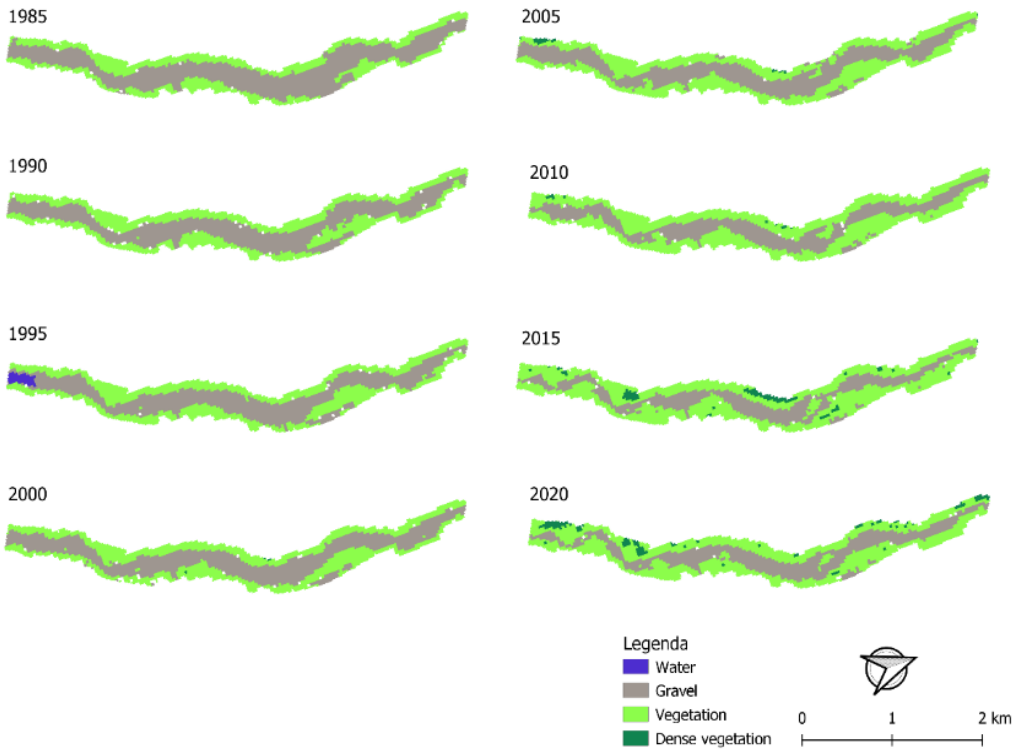 1985
2005
1990
2010
1995
2015
2000
2020
Legenda
Water
Gravel
Vegetation
Dense vegetation
0 1 2 km